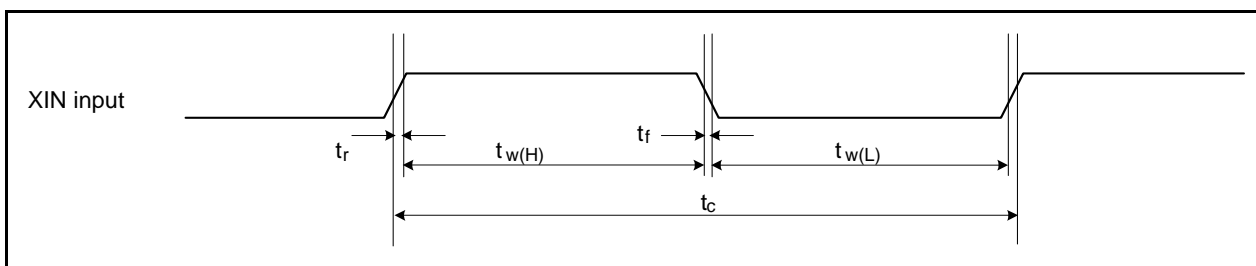 XIN input
tr
tw(H)
tf
tw(L)
tc